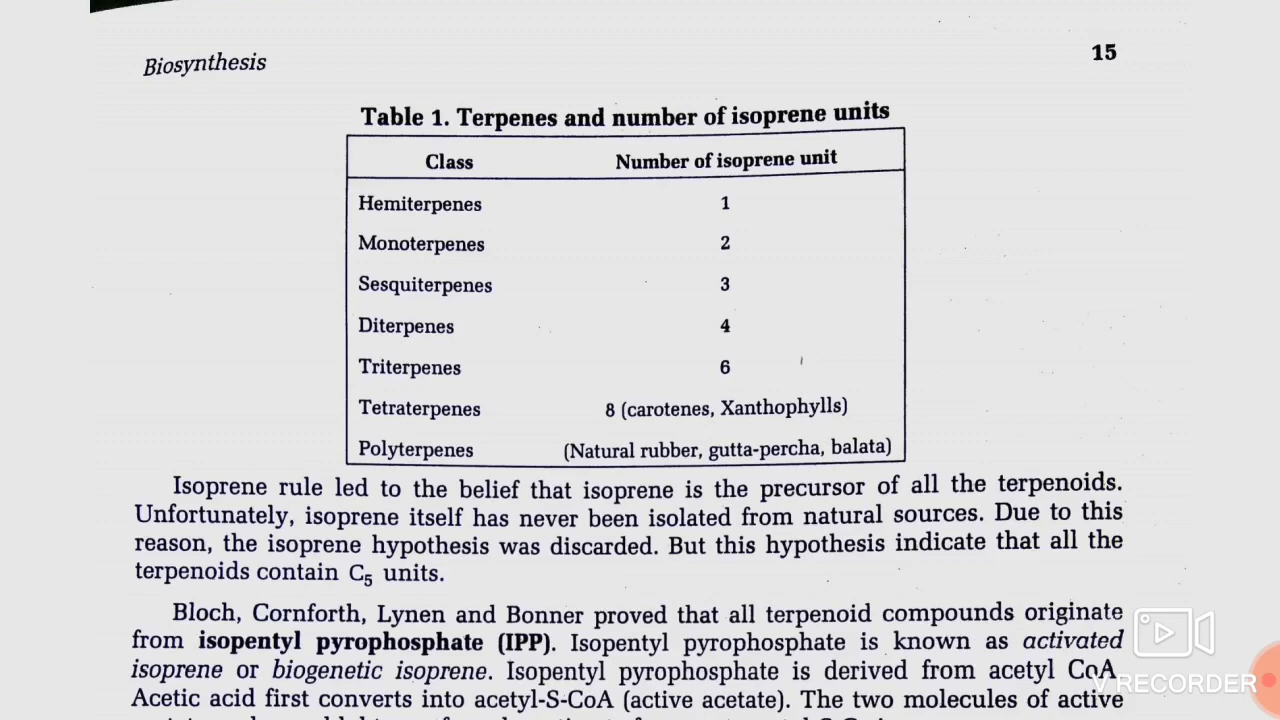 Biosynthesis 15
Table 1. Terpenes and number of isoprene units
Class Number of isoprene unit
Hemiterpenes 1
Monoterpenes 2
Sesquiterpenes 3
Diterpenes 4
Triterpenes 6
Tetraterpenes 8 (carotenes, Xanthophylls)
Polyterpenes (Natural rubber, gutta-percha, balata)
Isoprene rule led to the belief that isoprene is the precursor of all the terpenoids.
Unfortunately, isoprene itself has never been isolated from natural sources. Due to this
reason, the isoprene hypothesis was discarded. But this hypothesis indicate that all the
terpenoids contain C₅ units.
Bloch, Cornforth, Lynen and Bonner proved that all terpenoid compounds originate
from isopentyl pyrophosphate (IPP). Isopentyl pyrophosphate is known as activated
isoprene or biogenetic isoprene. Isopentyl pyrophosphate is derived from acetyl CoA
Acetic acid first converts into acetyl-S-CoA (active acetate). The two molecules of active
V RECORDER